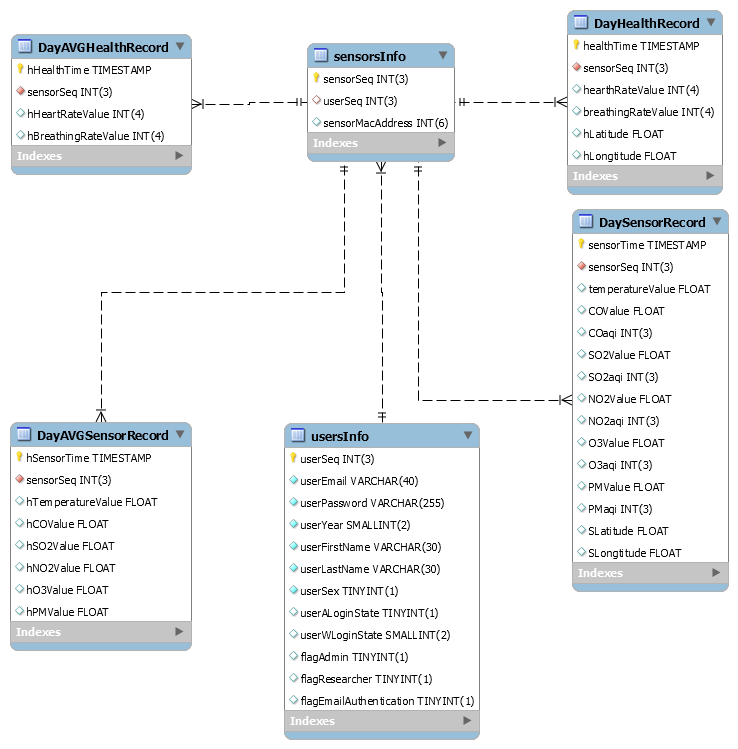 DayAVGHealthRecord
hHealthTime TIMESTAMP
sensorSeq INT(3)
hHeartRateValue INT(4)
hBreathingRateValue INT(4)
Indexes
sensorsInfo
sensorSeq INT(3)
userSeq INT(3)
sensorMacAddress INT(6)
Indexes
DayHealthRecord
healthTime TIMESTAMP
sensorSeq INT(3)
hearthRateValue INT(4)
breathingRateValue INT(4)
hLatitude FLOAT
hLongtitude FLOAT
Indexes
DaySensorRecord
sensorTime TIMESTAMP
sensorSeq INT(3)
temperatureValue FLOAT
COValue FLOAT
COaqi INT(3)
SO2Value FLOAT
SO2aqi INT(3)
NO2Value FLOAT
NO2aqi INT(3)
O3Value FLOAT
O3aqi INT(3)
PMValue FLOAT
PMaqi INT(3)
SLatitude FLOAT
SLongtitude FLOAT
Indexes
DayAVGSensorRecord
hSensorTime TIMESTAMP
sensorSeq INT(3)
hTemperatureValue FLOAT
hCOValue FLOAT
hSO2Value FLOAT
hNO2Value FLOAT
hO3Value FLOAT
hPMValue FLOAT
Indexes
usersInfo
userSeq INT(3)
userEmail VARCHAR(40)
userPassword VARCHAR(255)
userYear SMALLINT(2)
userFirstName VARCHAR(30)
userLastName VARCHAR(30)
userSex TINYINT(1)
userALoginState TINYINT(1)
userWLoginState SMALLINT(2)
flagAdmin TINYINT(1)
flagResearcher TINYINT(1)
flagEmailAuthentication TINYINT(1)
Indexes